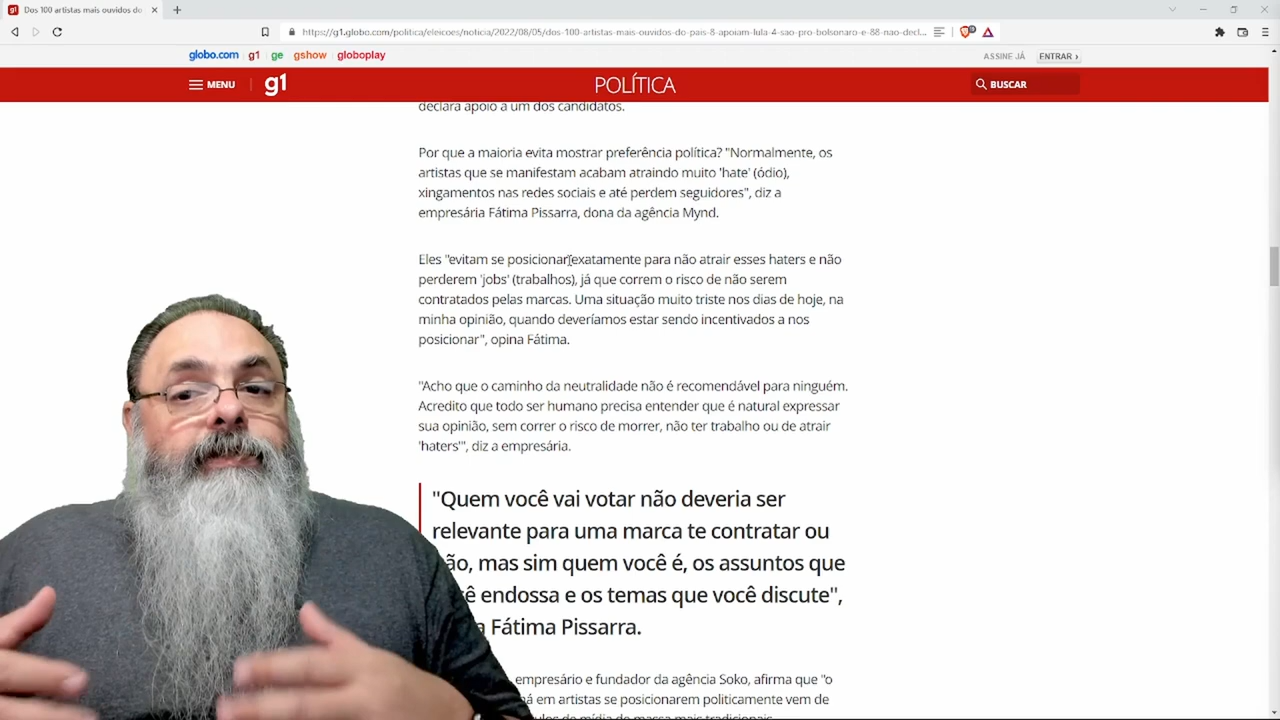 Dos 100 artistas mais ouvidos do
https://g1.globo.com/politica/eleicoes/noticia/2022/08/05/dos-100-artistas-mais-ouvidos-do-pais-8-apoiam-lula-4-sao-pro-bolsonaro-e-88-nao-decl...
globo.com g1 ge gshow globoplay ASSINE JÁ ENTRAR ›
MENU g1 POLÍTICA BUSCAR
declara apoio a um dos candidatos.
Por que a maioria evita mostrar preferência política? "Normalmente, os
artistas que se manifestam acabam atraindo muito 'hate' (ódio),
xingamentos nas redes sociais e até perdem seguidores", diz a
empresária Fátima Pissarra, dona da agência Mynd.
Eles "evitam se posicionar exatamente para não atrair esses haters e não
perderem 'jobs' (trabalhos), já que correm o risco de não serem
contratados pelas marcas. Uma situação muito triste nos dias de hoje, na
minha opinião, quando deveríamos estar sendo incentivados a nos
posicionar", opina Fátima.
"Acho que o caminho da neutralidade não é recomendável para ninguém.
Acredito que todo ser humano precisa entender que é natural expressar
sua opinião, sem correr o risco de morrer, não ter trabalho ou de atrair
'haters'", diz a empresária.
"Quem você vai votar não deveria ser
relevante para uma marca te contratar ou
ão, mas sim quem você é, os assuntos que
ê endossa e os temas que você discute",
a Fátima Pissarra.
empresário e fundador da agência Soko, afirma que "o
á em artistas se posicionarem politicamente vem de
los de mídia de massa mais tradicionais